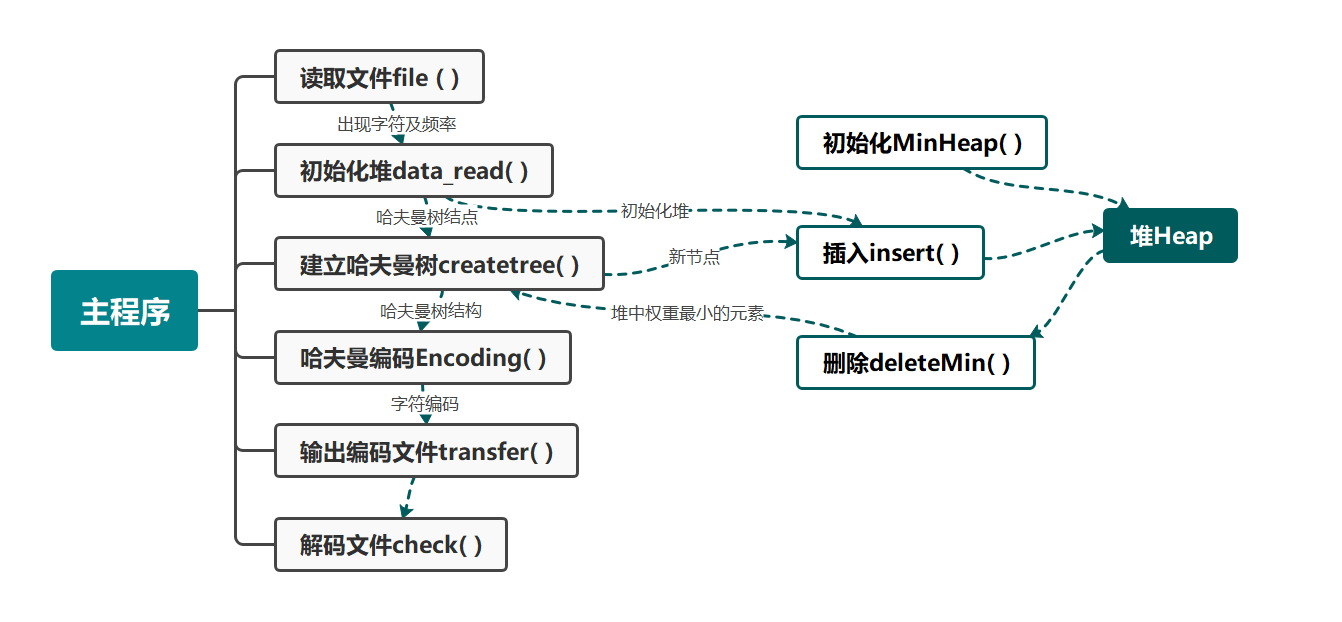 主程序
读取文件file ( )
出现字符及频率
初始化堆data_read( )
哈夫曼树结点
建立哈夫曼树createtree( )
哈夫曼树结构
哈夫曼编码Encoding( )
字符编码
输出编码文件transfer( )
解码文件check( )
初始化堆
新节点
堆中权重最小的元素
初始化MinHeap( )
插入insert( )
删除deleteMin( )
堆Heap